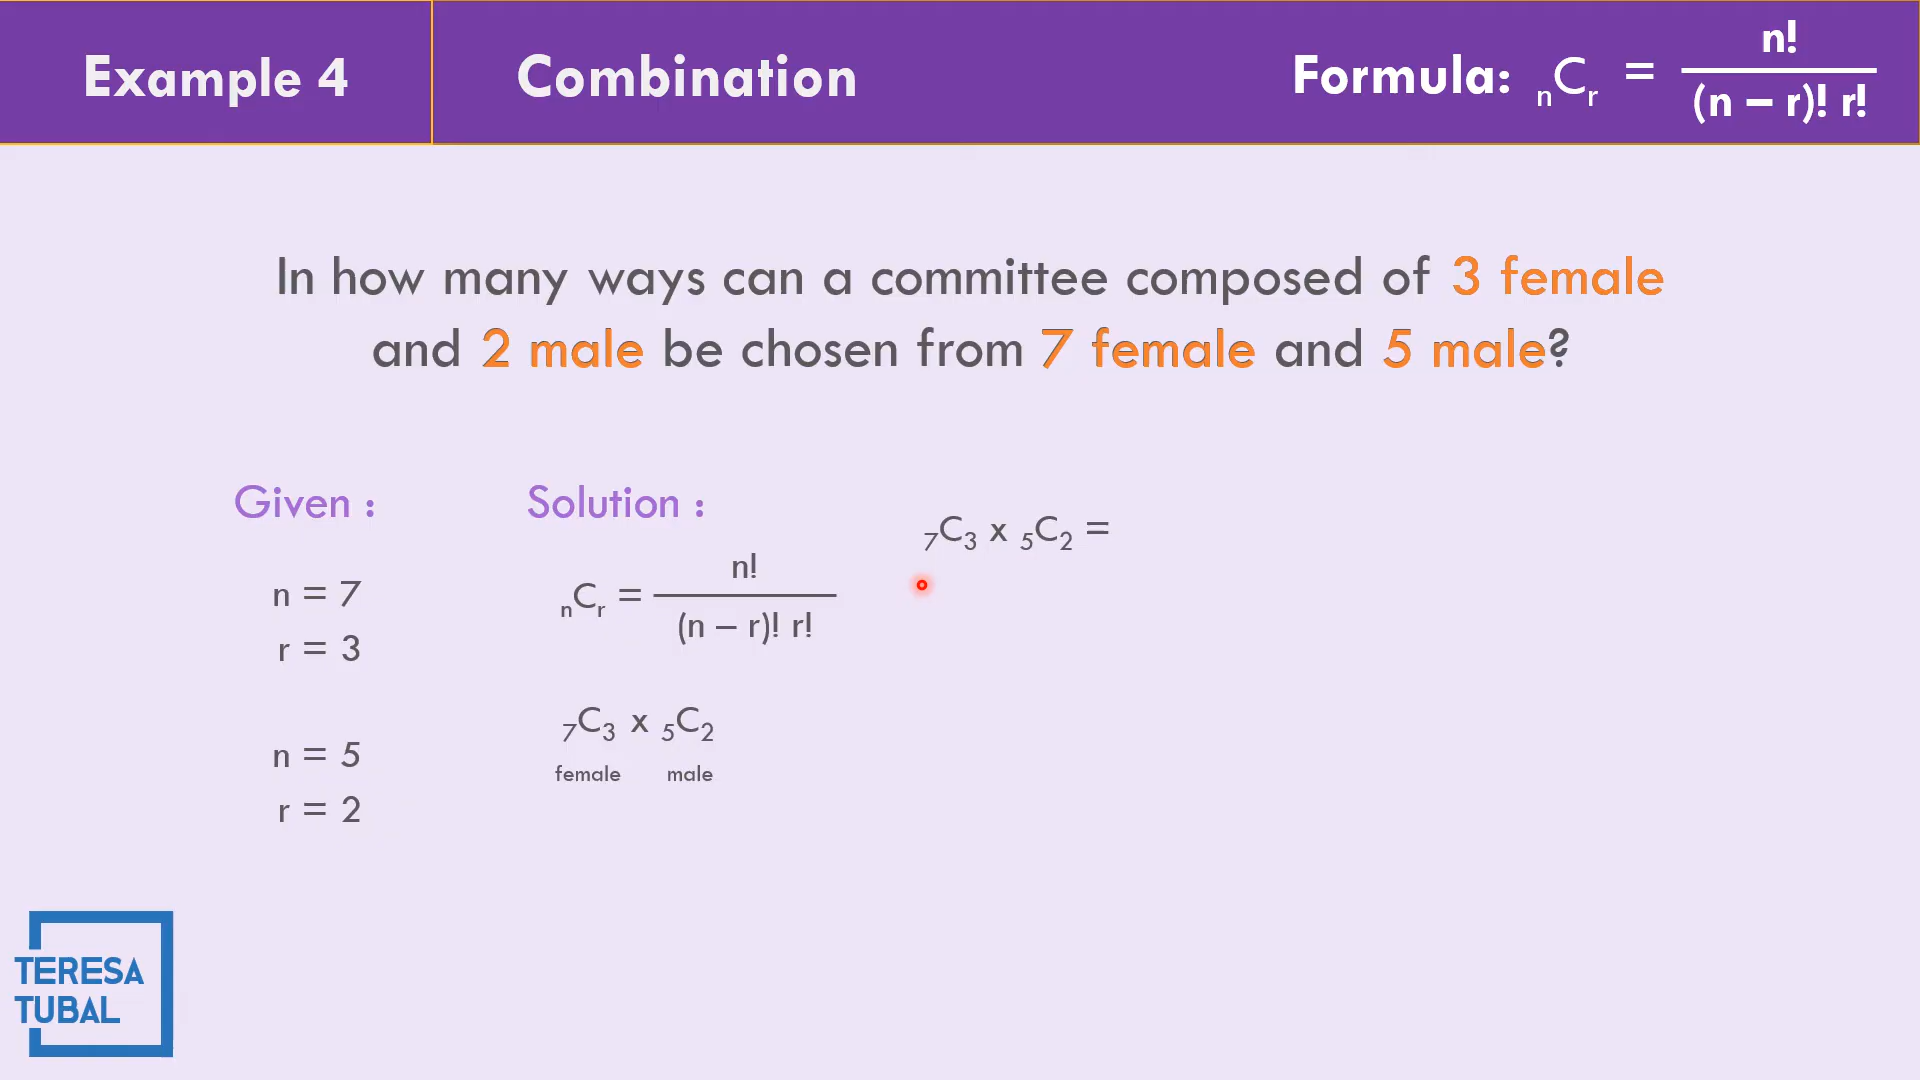 Example 4
Combination
Formula: nCr = n! / (n – r)! r!
In how many ways can a committee composed of 3 female
and 2 male be chosen from 7 female and 5 male?
Given :
n = 7
r = 3
n = 5
r = 2
Solution :
nCr = n! / (n – r)! r!
7C3 x 5C2
female male
7C3 x 5C2 =
TERESA
TUBAL